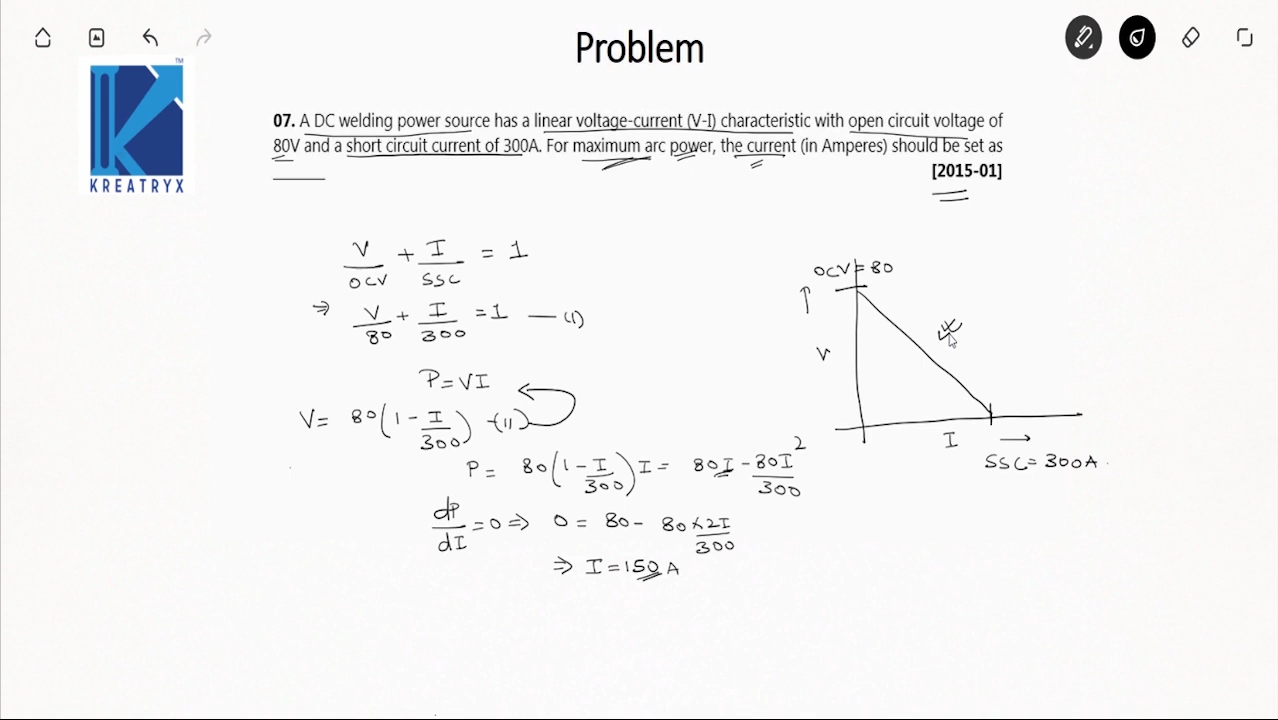 Problem
TM
KREATRYX
07. A DC welding power source has a linear voltage-current (V-I) characteristic with open circuit voltage of
80V and a short circuit current of 300A. For maximum arc power, the current (in Amperes) should be set as
______ [2015-01]
V/OCV + I/SSC = 1
⇒ V/80 + I/300 = 1 — (1)
P = VI
V = 80(1 - I/300) -(11)
P = 80(1 - I/300)I = 80I - 80I²/300
dP/dI = 0 ⇒ 0 = 80 - 80×2I/300
⇒ I = 150 A
OCV = 80
V
I →
SSC = 300A.